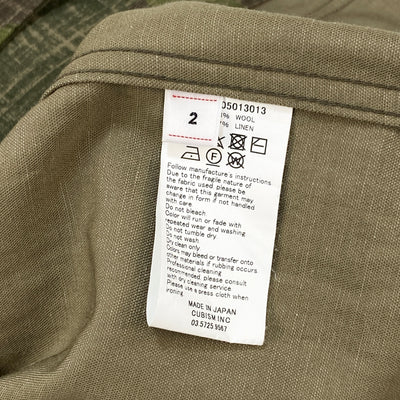 05013013
2
% WOOL
% LINEN
Follow manufacture's instructions
Due to the fragile nature of
the fabric used please be
aware that this garment may
change in form if not handled
with care
Do not bleach
Color will run or fade with
repeated wear and washing
Do not tumble dry
Do not wash
Dry clean only
Colors may bleed or transfer onto
other materials if rubbing occurs
Professional cleaning
recommended, please consult
with dry cleaning service
Please use a press cloth when
ironing
MADE IN JAPAN
CUBISM INC
03.5725.9567